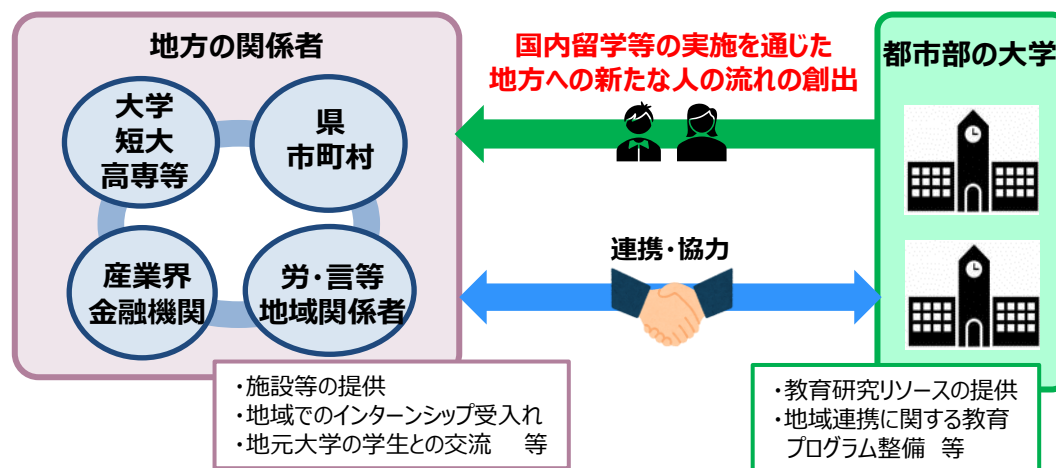 地方の関係者
大学
短大
高専等
県
市町村
産業界
金融機関
労・言等
地域関係者
・施設等の提供
・地域でのインターンシップ受入れ
・地元大学の学生との交流　等
国内留学等の実施を通じた
地方への新たな人の流れの創出
連携・協力
都市部の大学
・教育研究リソースの提供
・地域連携に関する教育
プログラム整備　等